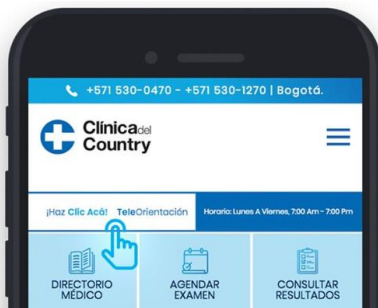 +571 530-0470 - +571 530-1270 | Bogotá.
Clínica del
Country
¡Haz Clic Acá! TeleOrientación
Horario: Lunes A Viernes, 7:00 Am - 7:00 Pm
DIRECTORIO
MÉDICO
AGENDAR
EXAMEN
CONSULTAR
RESULTADOS